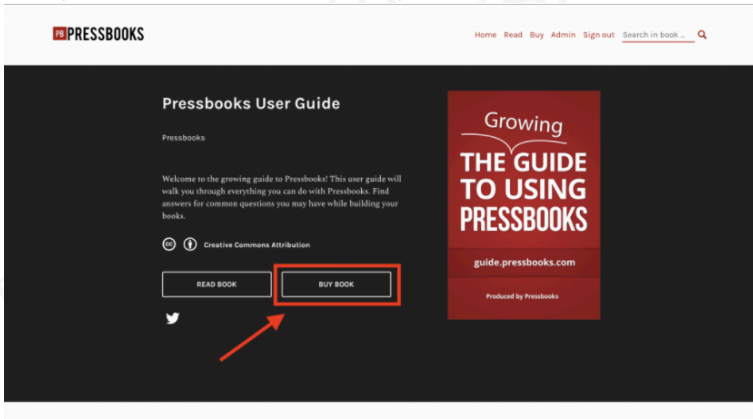 PB PRESSBOOKS
Home Read Buy Admin Sign out Search in book ...
Pressbooks User Guide
Pressbooks
Welcome to the growing guide to Pressbooks! This user guide will
walk you through everything you can do with Pressbooks. Find
answers for common questions you may have while building your
books.
Creative Commons Attribution
READ BOOK
BUY BOOK
Growing
THE GUIDE
TO USING
PRESSBOOKS
guide.pressbooks.com
Produced by Pressbooks